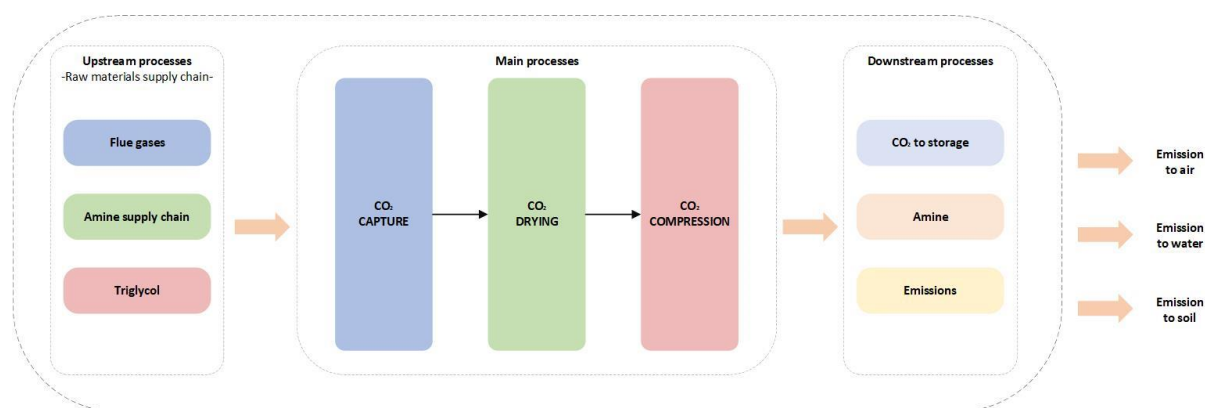 Upstream processes
-Raw materials supply chain-
Flue gases
Amine supply chain
Triglycol
Main processes
CO₂
CAPTURE
CO₂
DRYING
CO₂
COMPRESSION
Downstream processes
CO₂ to storage
Amine
Emissions
Emission
to air
Emission
to water
Emission
to soil